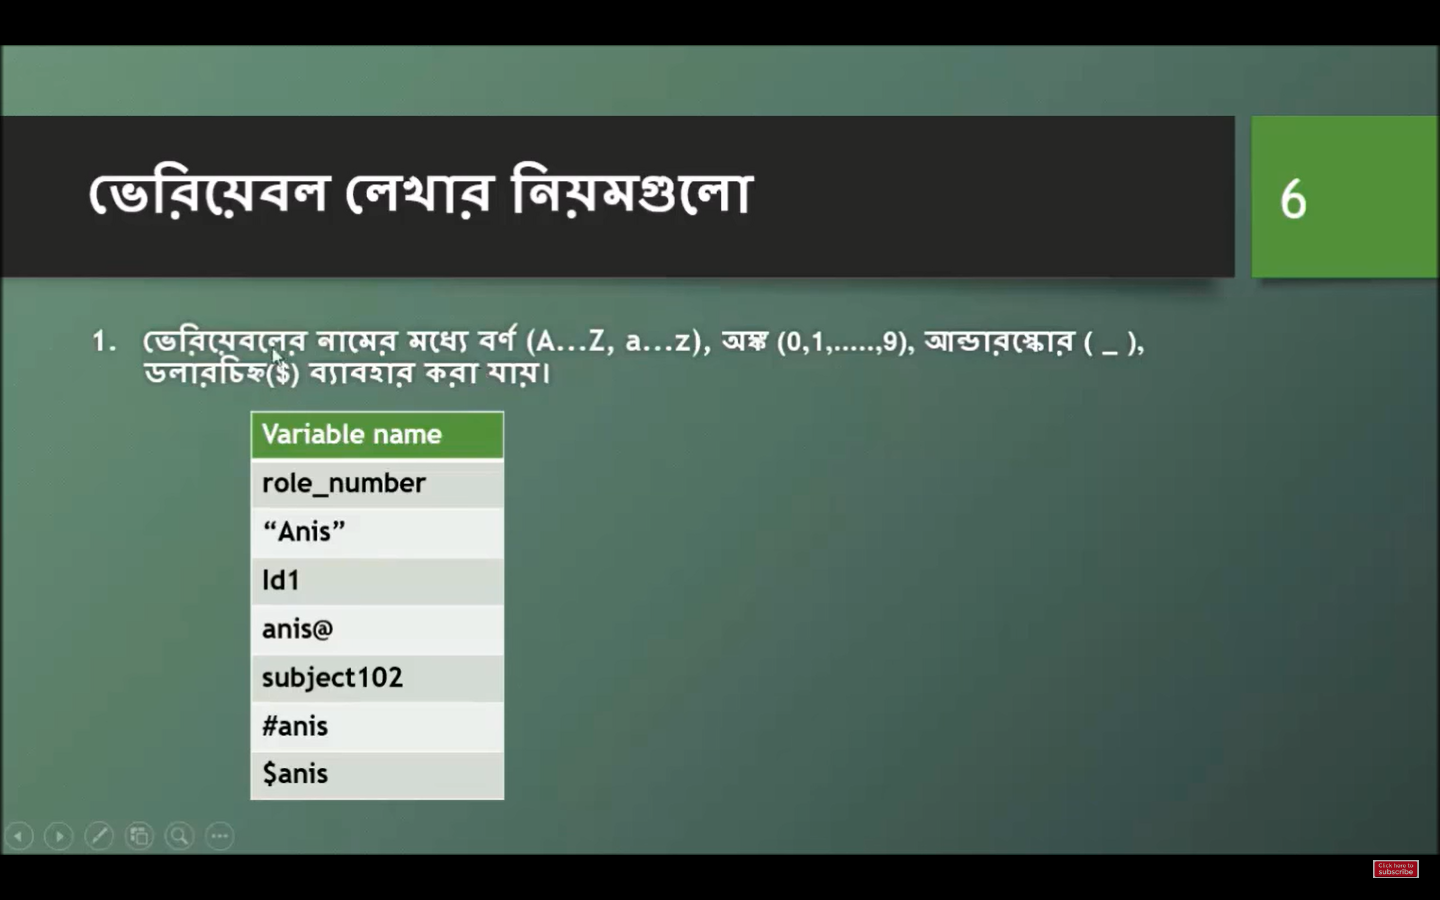 ভেরিয়েবল লেখার নিয়মগুলো
6
1. ভেরিয়েবলের নামের মধ্যে বর্ণ (A...Z, a...z), অঙ্ক (0,1,.....,9), আন্ডারস্কোর ( _ ),
ডলারচিহ্ন($) ব্যাবহার করা যায়।
Variable name
role_number
“Anis”
Id1
anis@
subject102
#anis
$anis
Click here to
subscribe